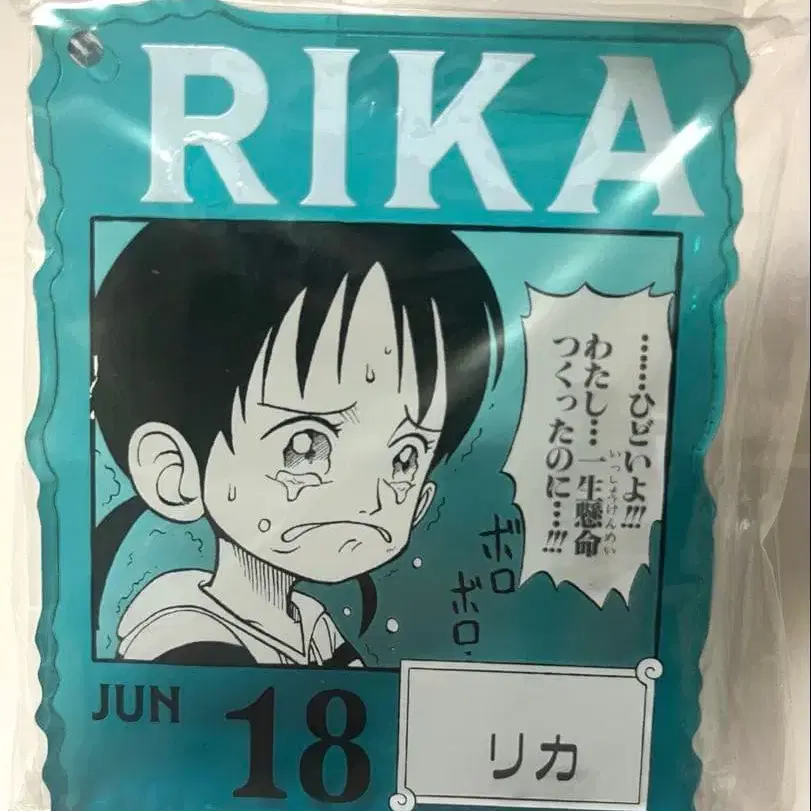 RIKA
……ひどいよ!!!
わたし…一生懸命
いっしょうけんめい
つくったのに…!!!
ボロ
ボロ
JUN 18
リカ